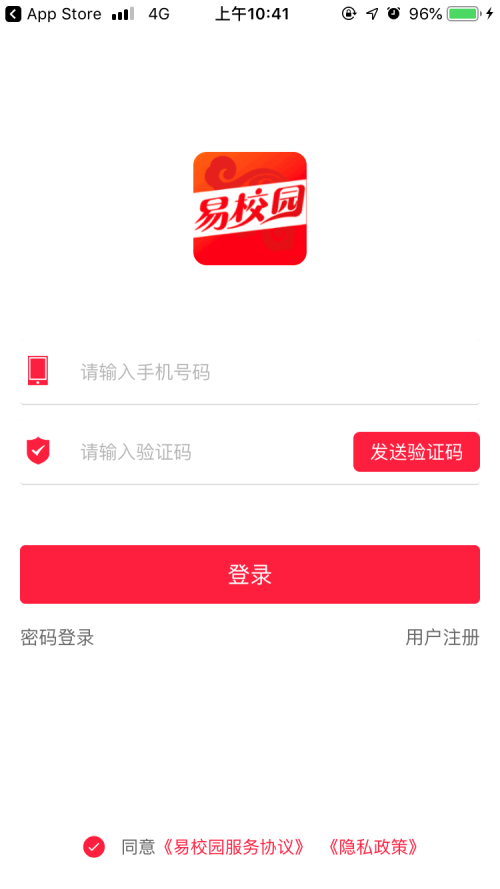 App Store 4G 上午10:41 96%
易校园
请输入手机号码
请输入验证码 发送验证码
登录
密码登录 用户注册
同意《易校园服务协议》 《隐私政策》